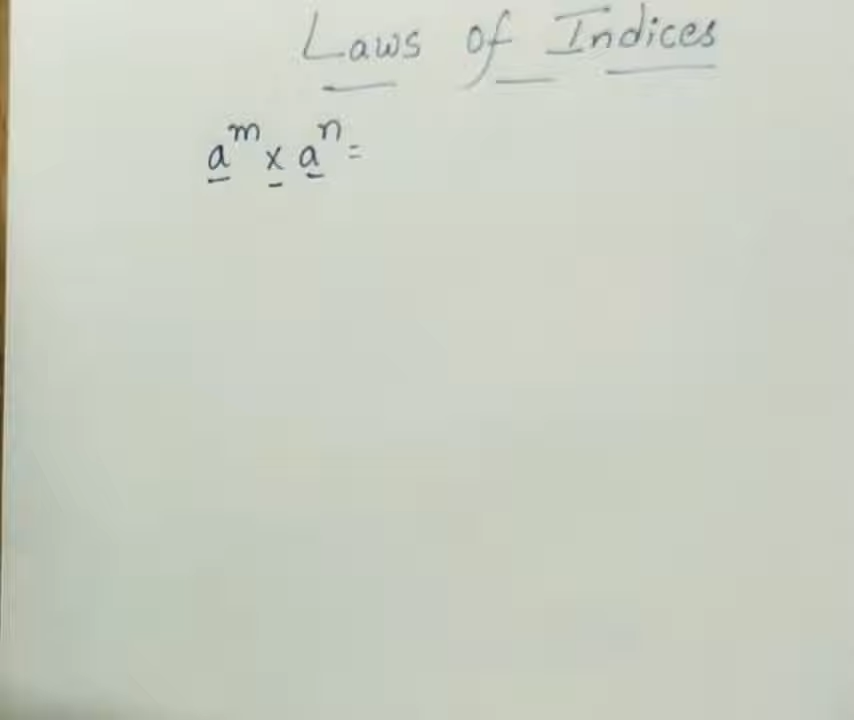 Laws of Indices
aᵐ × aⁿ =